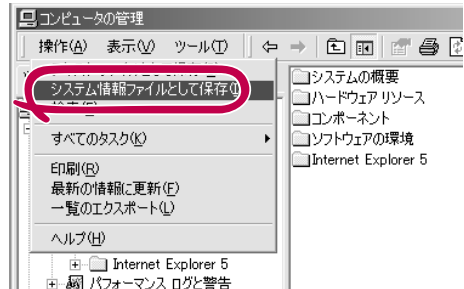 コンピュータの管理
操作(A) 表示(V) ツール(T)
システム情報ファイルとして保存(I)
すべてのタスク(K)
印刷(R)
最新の情報に更新(F)
一覧のエクスポート(L)
ヘルプ(H)
Internet Explorer 5
パフォーマンス ログと警告
システムの概要
ハードウェア リソース
コンポーネント
ソフトウェアの環境
Internet Explorer 5